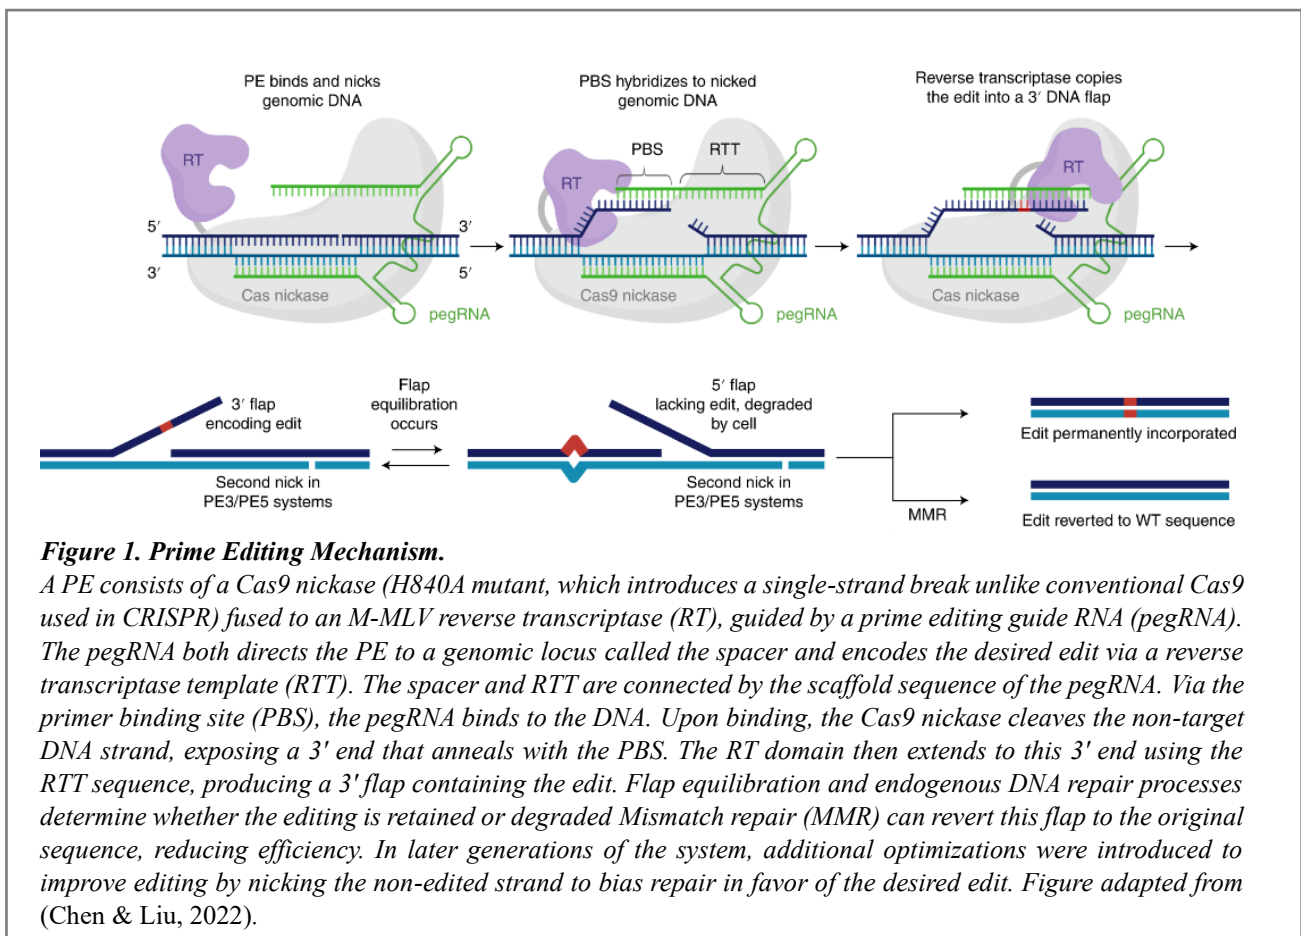 PE binds and nicks
genomic DNA
PBS hybridizes to nicked
genomic DNA
Reverse transcriptase copies
the edit into a 3′ DNA flap
RT
5′
3′
3′
5′
Cas nickase
pegRNA
PBS
RTT
RT
Cas9 nickase
pegRNA
RT
Cas nickase
pegRNA
3′ flap
encoding edit
Second nick in
PE3/PE5 systems
Flap
equilibration
occurs
5′ flap
lacking edit, degraded
by cell
Second nick in
PE3/PE5 systems
MMR
Edit permanently incorporated
Edit reverted to WT sequence
Figure 1. Prime Editing Mechanism.
A PE consists of a Cas9 nickase (H840A mutant, which introduces a single-strand break unlike conventional Cas9
used in CRISPR) fused to an M-MLV reverse transcriptase (RT), guided by a prime editing guide RNA (pegRNA).
The pegRNA both directs the PE to a genomic locus called the spacer and encodes the desired edit via a reverse
transcriptase template (RTT). The spacer and RTT are connected by the scaffold sequence of the pegRNA. Via the
primer binding site (PBS), the pegRNA binds to the DNA. Upon binding, the Cas9 nickase cleaves the non-target
DNA strand, exposing a 3′ end that anneals with the PBS. The RT domain then extends to this 3′ end using the
RTT sequence, producing a 3′ flap containing the edit. Flap equilibration and endogenous DNA repair processes
determine whether the editing is retained or degraded Mismatch repair (MMR) can revert this flap to the original
sequence, reducing efficiency. In later generations of the system, additional optimizations were introduced to
improve editing by nicking the non-edited strand to bias repair in favor of the desired edit. Figure adapted from
(Chen & Liu, 2022).